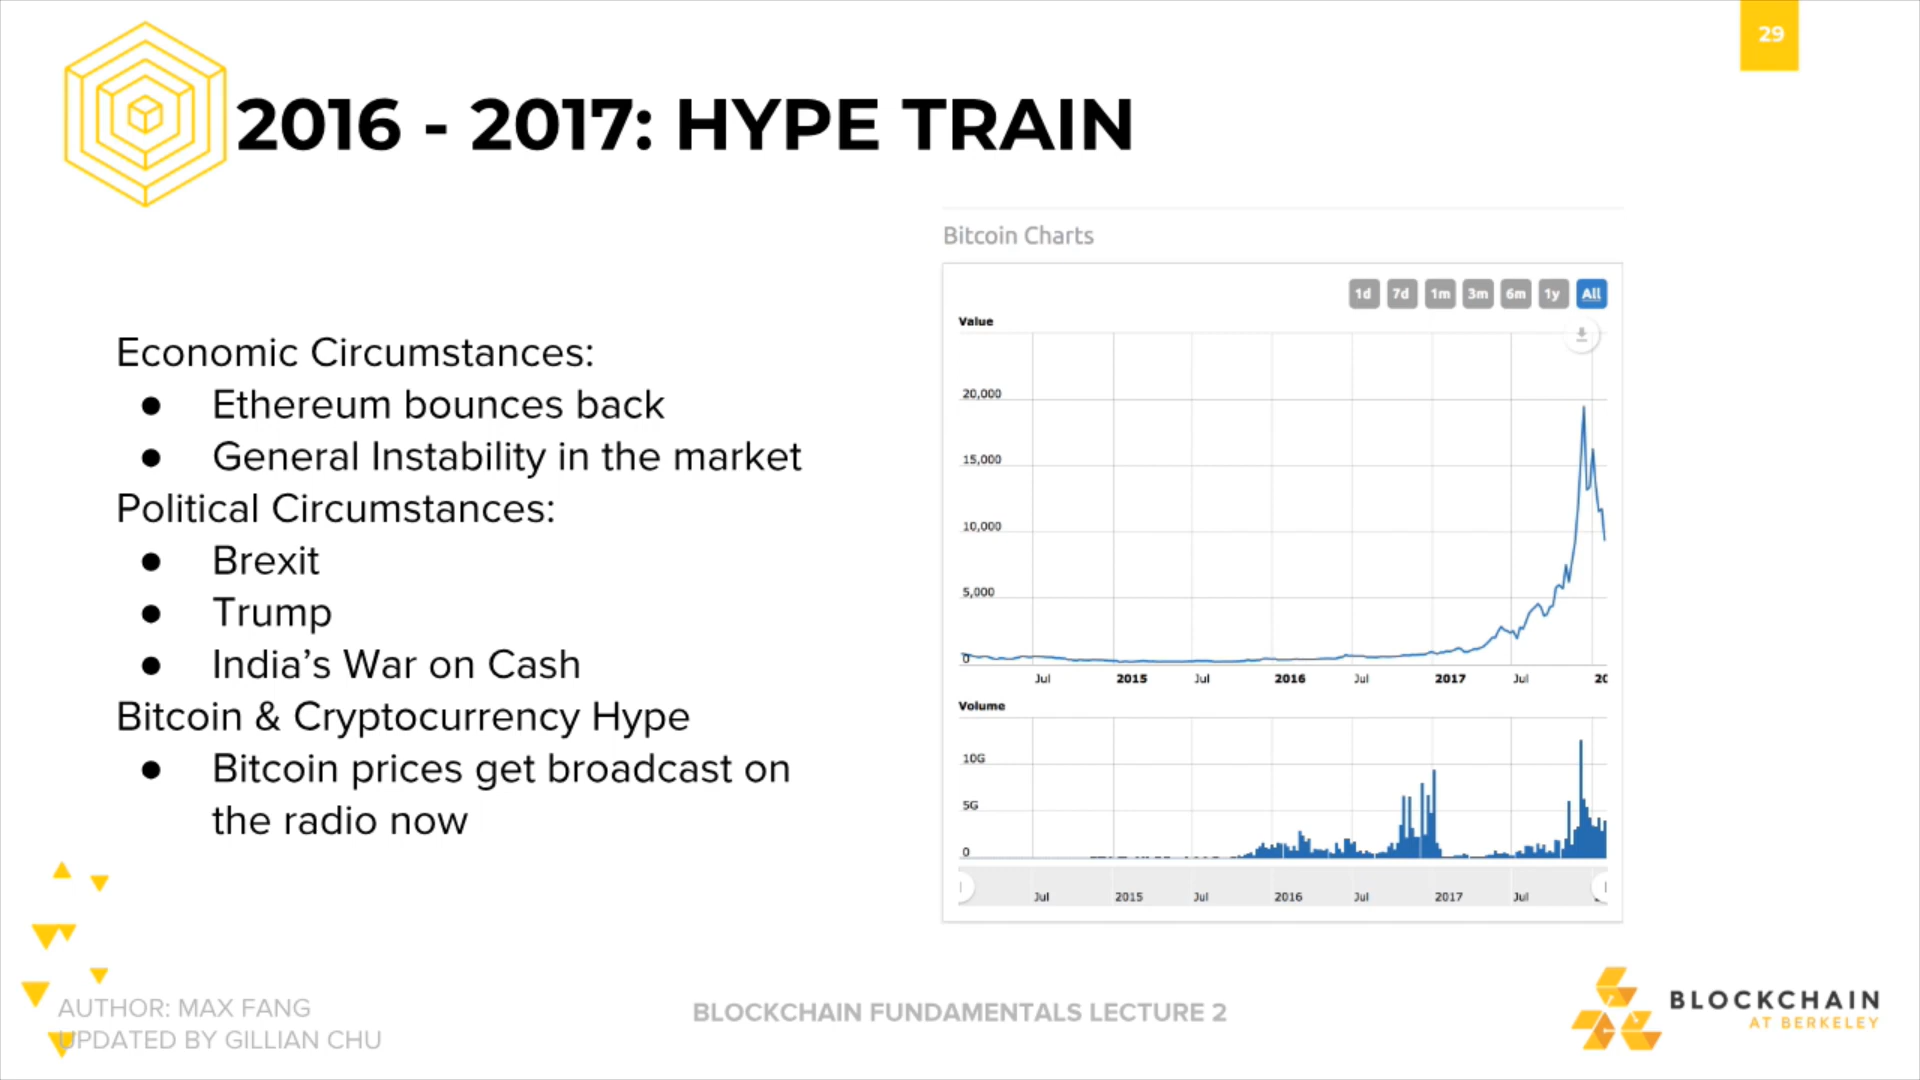 29
2016 - 2017: HYPE TRAIN
Economic Circumstances:
● Ethereum bounces back
● General Instability in the market
Political Circumstances:
● Brexit
● Trump
● India’s War on Cash
Bitcoin & Cryptocurrency Hype
● Bitcoin prices get broadcast on
the radio now
Bitcoin Charts
1d 7d 1m 3m 6m 1y All
Value
20,000
15,000
10,000
5,000
0
Jul 2015 Jul 2016 Jul 2017 Jul 20
Volume
10G
5G
0
Jul 2015 Jul 2016 Jul 2017 Jul
AUTHOR: MAX FANG
UPDATED BY GILLIAN CHU
BLOCKCHAIN FUNDAMENTALS LECTURE 2
BLOCKCHAIN
AT BERKELEY